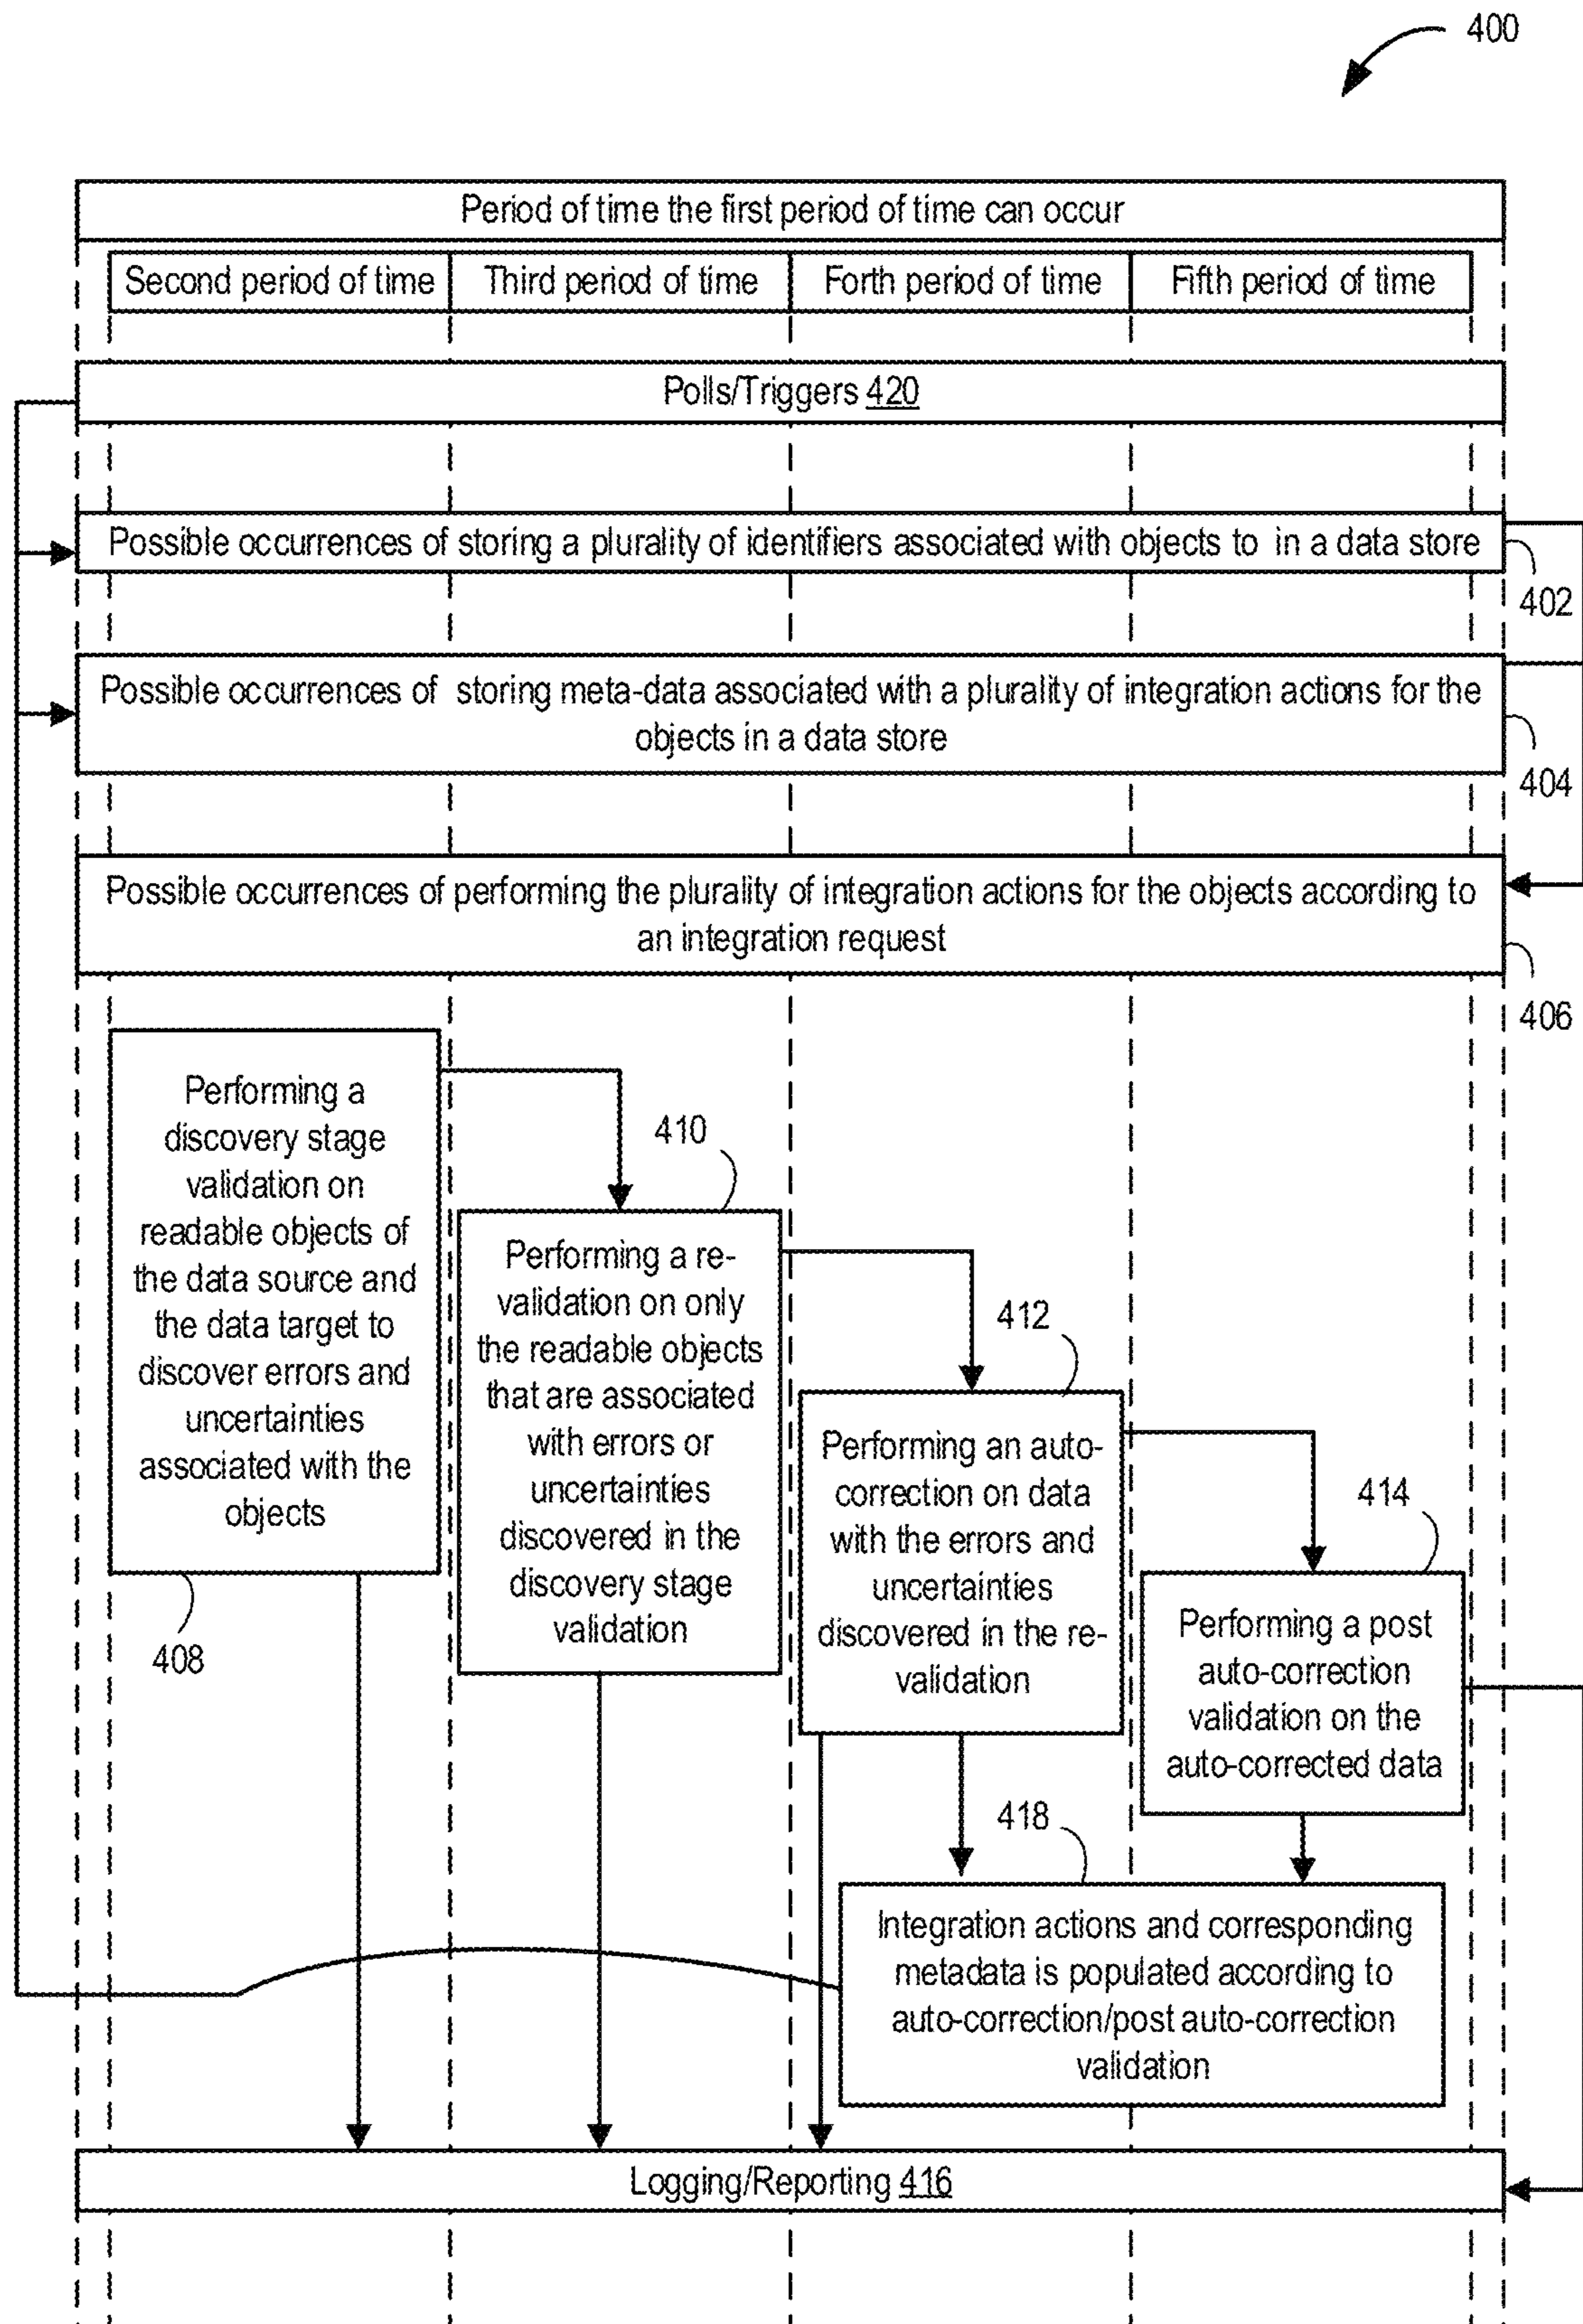 400
Period of time the first period of time can occur
Second period of time
Third period of time
Forth period of time
Fifth period of time
Polls/Triggers 420
Possible occurrences of storing a plurality of identifiers associated with objects to in a data store
402
Possible occurrences of storing meta-data associated with a plurality of integration actions for the
objects in a data store
404
Possible occurrences of performing the plurality of integration actions for the objects according to
an integration request
406
Performing a
discovery stage
validation on
readable objects of
the data source and
the data target to
discover errors and
uncertainties
associated with the
objects
408
410
Performing a re-
validation on only
the readable objects
that are associated
with errors or
uncertainties
discovered in the
discovery stage
validation
412
Performing an auto-
correction on data
with the errors and
uncertainties
discovered in the re-
validation
414
Performing a post
auto-correction
validation on the
auto-corrected data
418
Integration actions and corresponding
metadata is populated according to
auto-correction/post auto-correction
validation
Logging/Reporting 416